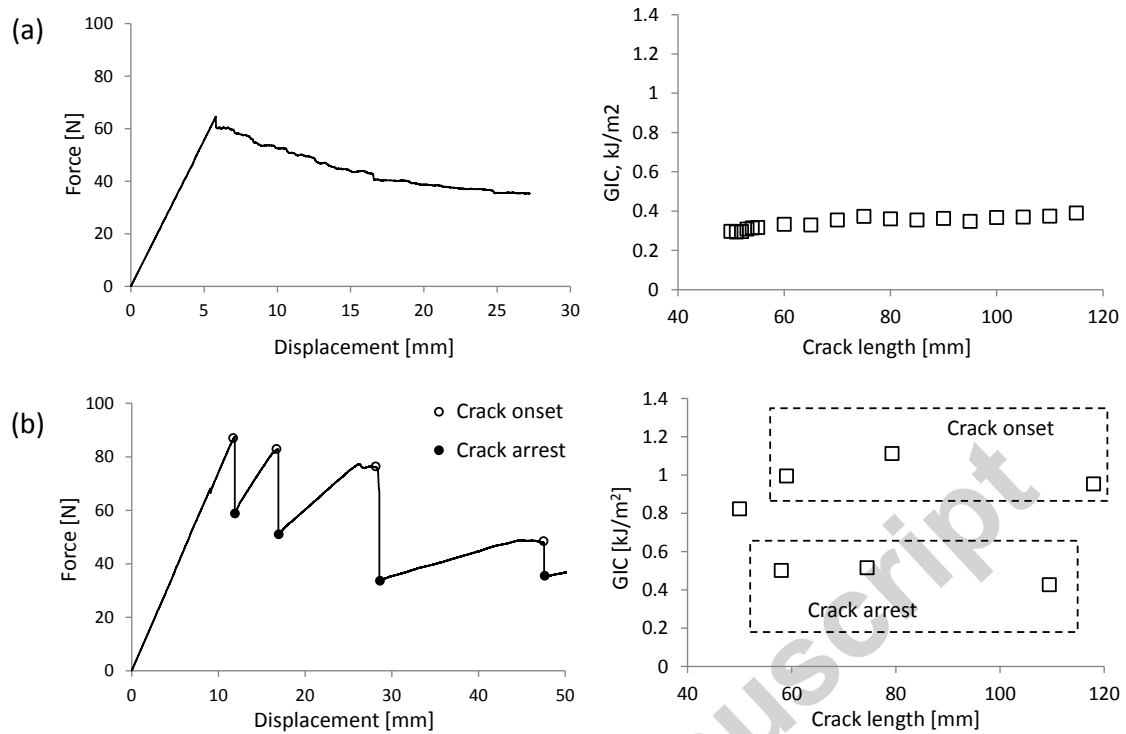 (a)
100
80
60
40
20
0
Force [N]
0 5 10 15 20 25 30
Displacement [mm]
1.4
1.2
1
0.8
0.6
0.4
0.2
0
GIC, kJ/m2
40 60 80 100 120
Crack length [mm]
(b)
100
80
60
40
20
0
Force [N]
Crack onset
Crack arrest
0 10 20 30 40 50
Displacement [mm]
1.4
1.2
1
0.8
0.6
0.4
0.2
0
GIC [kJ/m²]
Crack onset
Crack arrest
40 60 80 100 120
Crack length [mm]
uscript